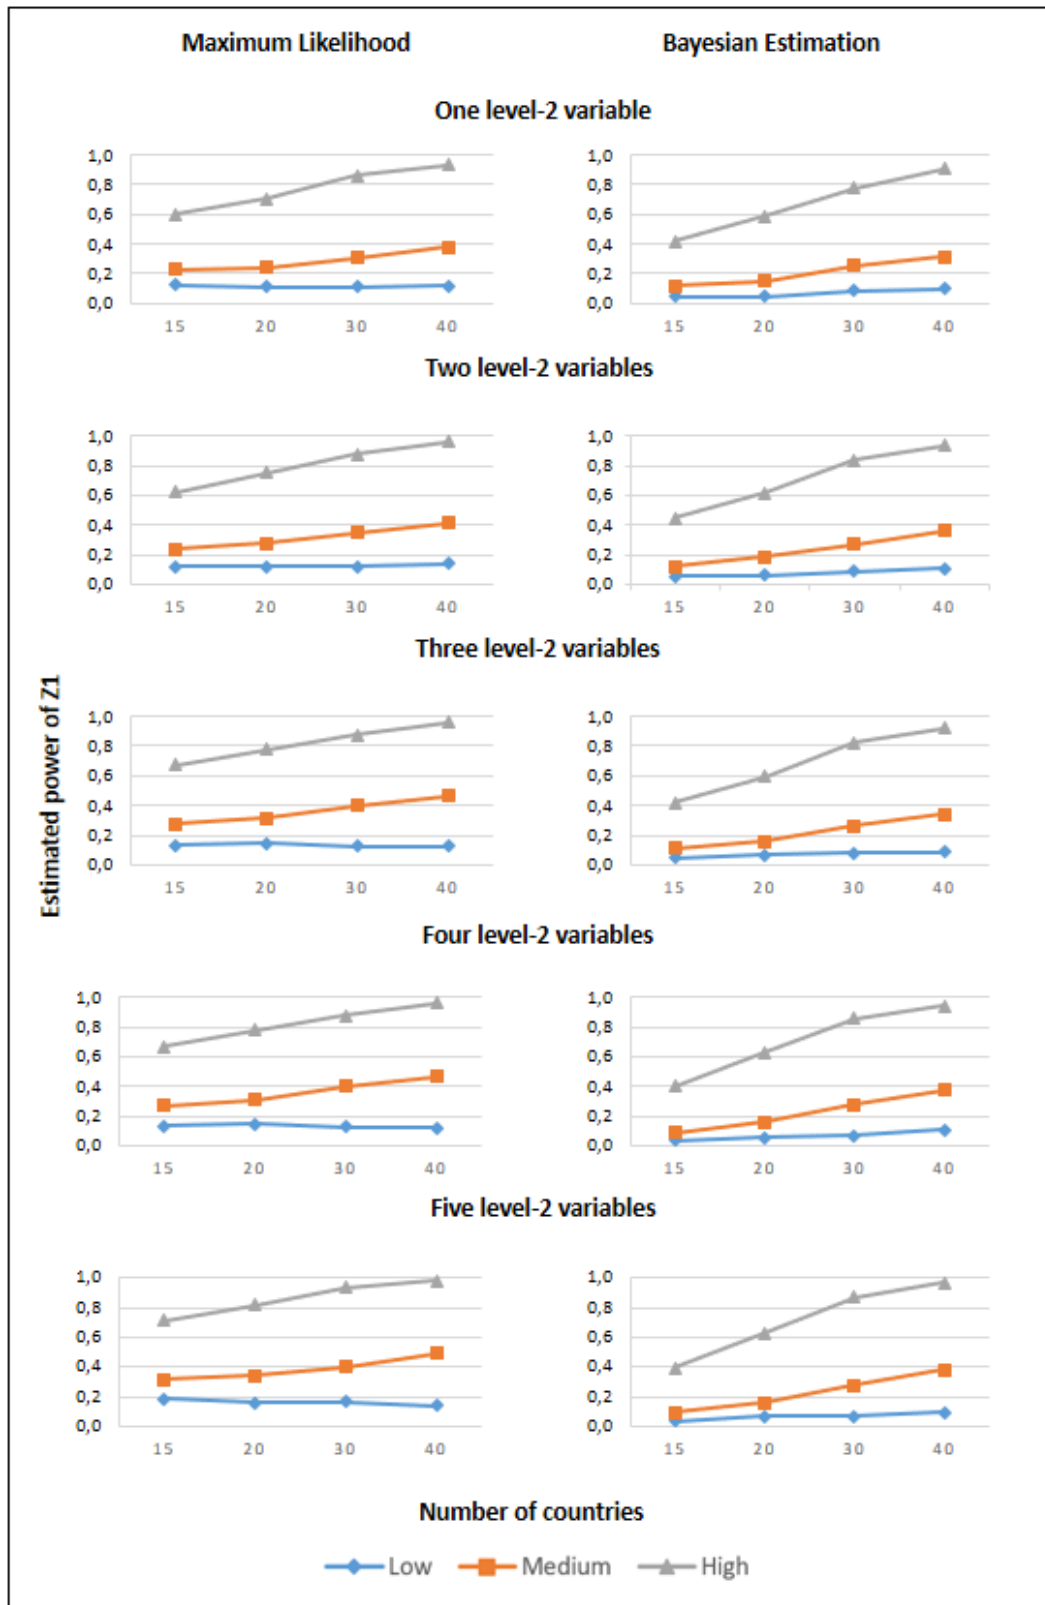 Maximum Likelihood Bayesian Estimation
One level-2 variable
1,0 1,0
0,8 0,8
0,6 0,6
0,4 0,4
0,2 0,2
0,0 0,0
15 20 30 40 15 20 30 40
Two level-2 variables
1,0 1,0
0,8 0,8
0,6 0,6
0,4 0,4
0,2 0,2
0,0 0,0
15 20 30 40 15 20 30 40
Three level-2 variables
Estimated power of Z1
1,0 1,0
0,8 0,8
0,6 0,6
0,4 0,4
0,2 0,2
0,0 0,0
15 20 30 40 15 20 30 40
Four level-2 variables
1,0 1,0
0,8 0,8
0,6 0,6
0,4 0,4
0,2 0,2
0,0 0,0
15 20 30 40 15 20 30 40
Five level-2 variables
1,0 1,0
0,8 0,8
0,6 0,6
0,4 0,4
0,2 0,2
0,0 0,0
15 20 30 40 15 20 30 40
Number of countries
Low Medium High